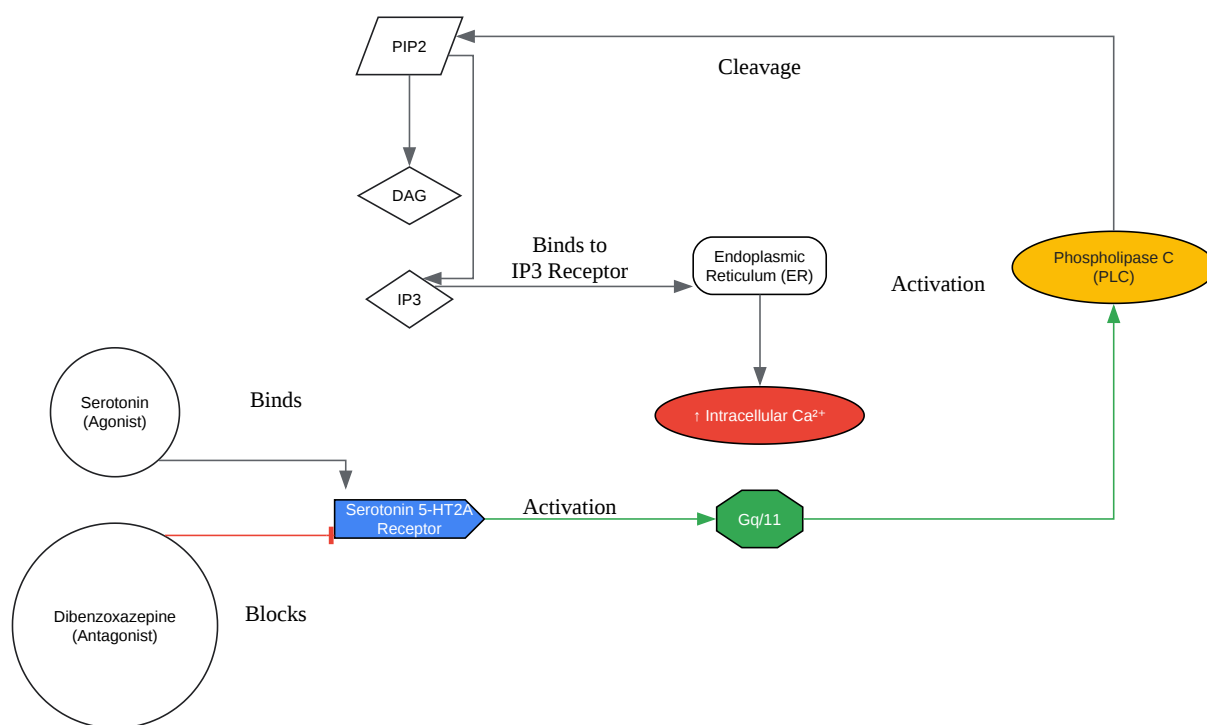 PIP2
Cleavage
DAG
Binds to
IP3 Receptor
Endoplasmic
Reticulum (ER)
Activation
Phospholipase C
(PLC)
IP3
Serotonin
(Agonist)
Binds
↑ Intracellular Ca²⁺
Serotonin 5-HT2A
Receptor
Activation
Gq/11
Dibenzoxazepine
(Antagonist)
Blocks